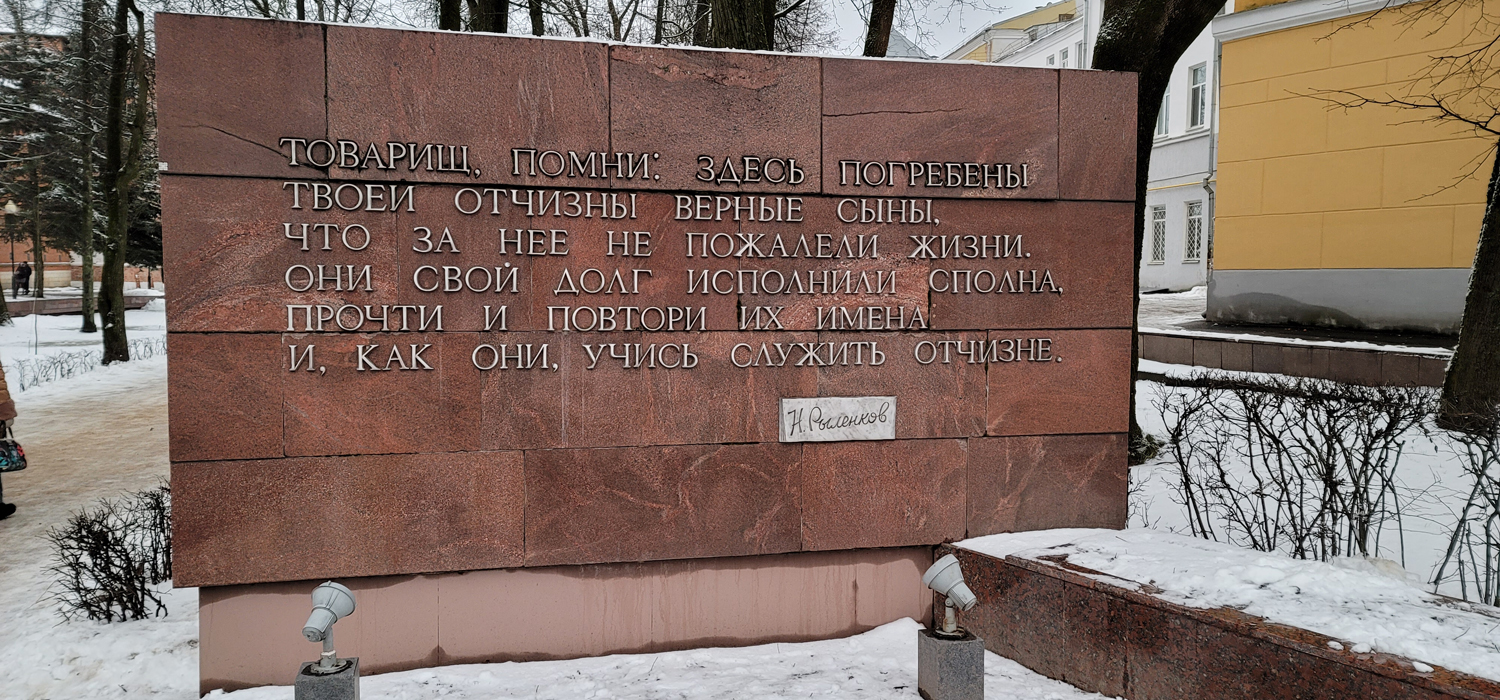 ТОВАРИЩ, ПОМНИ: ЗДЕСЬ ПОГРЕБЕНЫ
ТВОЕЙ ОТЧИЗНЫ ВЕРНЫЕ СЫНЫ,
ЧТО ЗА НЕЕ НЕ ПОЖАЛЕЛИ ЖИЗНИ.
ОНИ СВОЙ ДОЛГ ИСПОЛНИЛИ СПОЛНА,
ПРОЧТИ И ПОВТОРИ ИХ ИМЕНА
И, КАК ОНИ, УЧИСЬ СЛУЖИТЬ ОТЧИЗНЕ.
Н. Рыленков